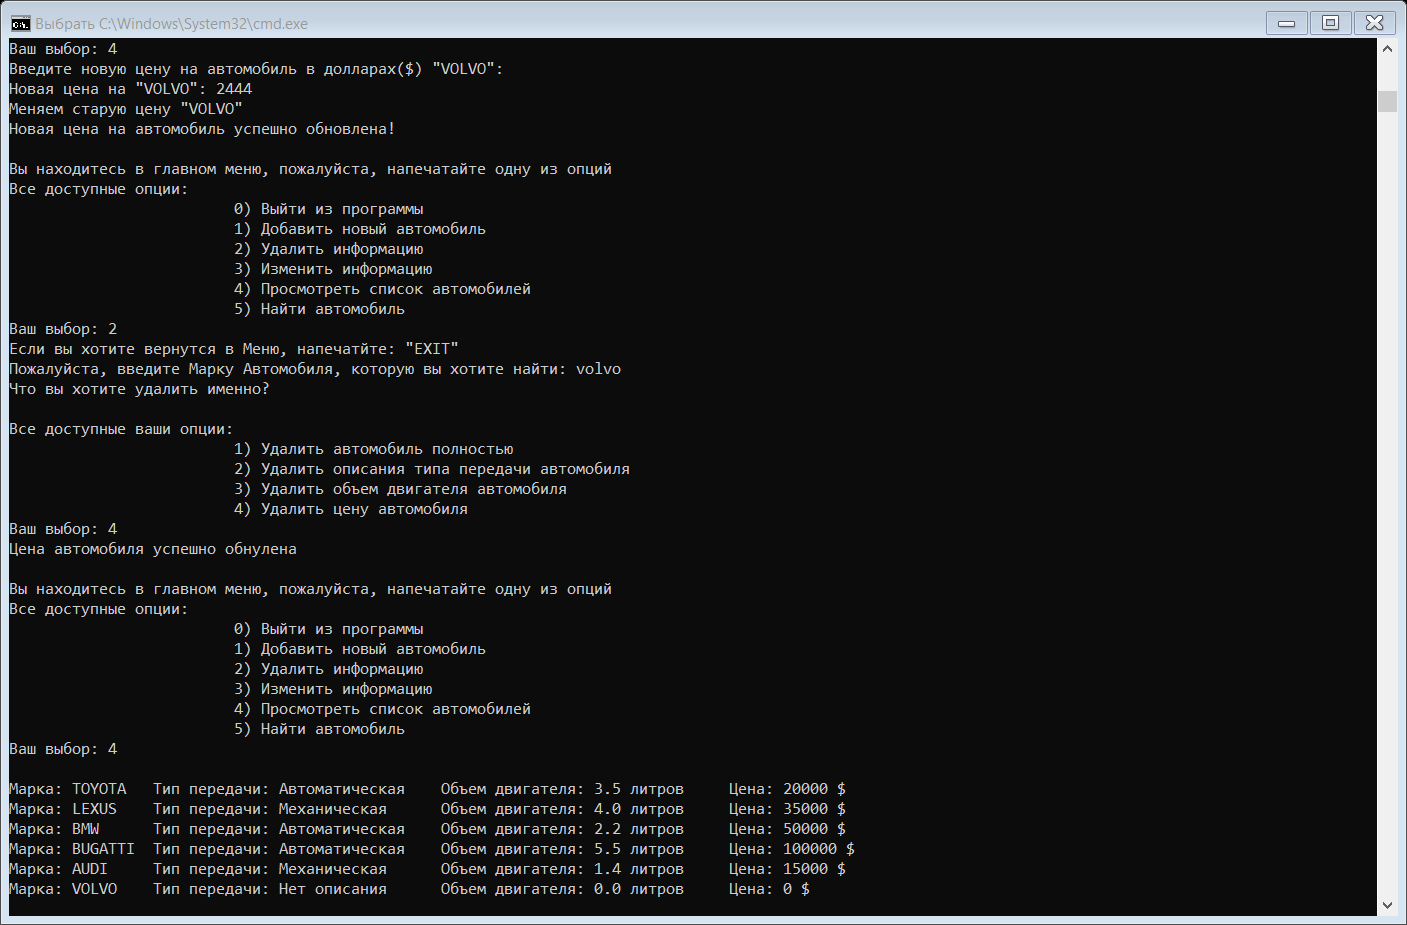 Выбрать C:\Windows\System32\cmd.exe
Ваш выбор: 4
Введите новую цену на автомобиль в долларах($) "VOLVO":
Новая цена на "VOLVO": 2444
Меняем старую цену "VOLVO"
Новая цена на автомобиль успешно обновлена!
Вы находитесь в главном меню, пожалуйста, напечатайте одну из опций
Все доступные опции:
0) Выйти из программы
1) Добавить новый автомобиль
2) Удалить информацию
3) Изменить информацию
4) Просмотреть список автомобилей
5) Найти автомобиль
Ваш выбор: 2
Если вы хотите вернутся в Меню, напечатйте: "EXIT"
Пожалуйста, введите Марку Автомобиля, которую вы хотите найти: volvo
Что вы хотите удалить именно?
Все доступные ваши опции:
1) Удалить автомобиль полностью
2) Удалить описания типа передачи автомобиля
3) Удалить объем двигателя автомобиля
4) Удалить цену автомобиля
Ваш выбор: 4
Цена автомобиля успешно обнулена
Вы находитесь в главном меню, пожалуйста, напечатайте одну из опций
Все доступные опции:
0) Выйти из программы
1) Добавить новый автомобиль
2) Удалить информацию
3) Изменить информацию
4) Просмотреть список автомобилей
5) Найти автомобиль
Ваш выбор: 4
Марка: TOYOTA Тип передачи: Автоматическая Объем двигателя: 3.5 литров Цена: 20000 $
Марка: LEXUS Тип передачи: Механическая Объем двигателя: 4.0 литров Цена: 35000 $
Марка: BMW Тип передачи: Автоматическая Объем двигателя: 2.2 литров Цена: 50000 $
Марка: BUGATTI Тип передачи: Автоматическая Объем двигателя: 5.5 литров Цена: 100000 $
Марка: AUDI Тип передачи: Механическая Объем двигателя: 1.4 литров Цена: 15000 $
Марка: VOLVO Тип передачи: Нет описания Объем двигателя: 0.0 литров Цена: 0 $